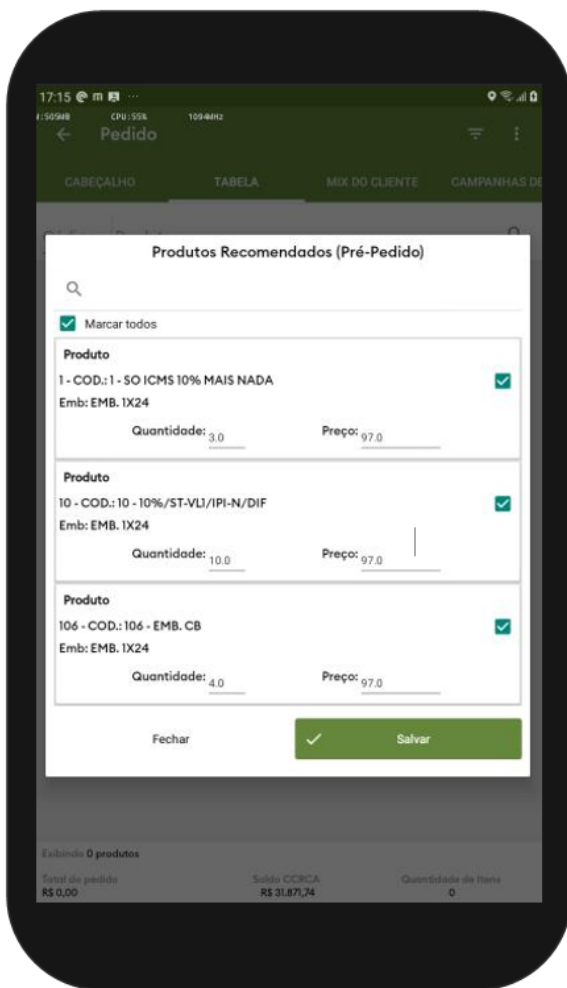 17:15 m ...
CPU:55% 1094MHz
Pedido
CABEÇALHO TABELA MIX DO CLIENTE CAMPANHAS DE
Produtos Recomendados (Pré-Pedido)
Marcar todos
Produto
1 - COD.: 1 - SO ICMS 10% MAIS NADA
Emb: EMB. 1X24
Quantidade: 3.0 Preço: 97.0
Produto
10 - COD.: 10 - 10%/ST-VL1/IPI-N/DIF
Emb: EMB. 1X24
Quantidade: 10.0 Preço: 97.0
Produto
106 - COD.: 106 - EMB. CB
Emb: EMB. 1X24
Quantidade: 4.0 Preço: 97.0
Fechar Salvar
Exibindo 0 produtos
Total do pedido Saldo CCRCA Quantidade de Itens
R$ 0,00 R$ 31.871,74 0